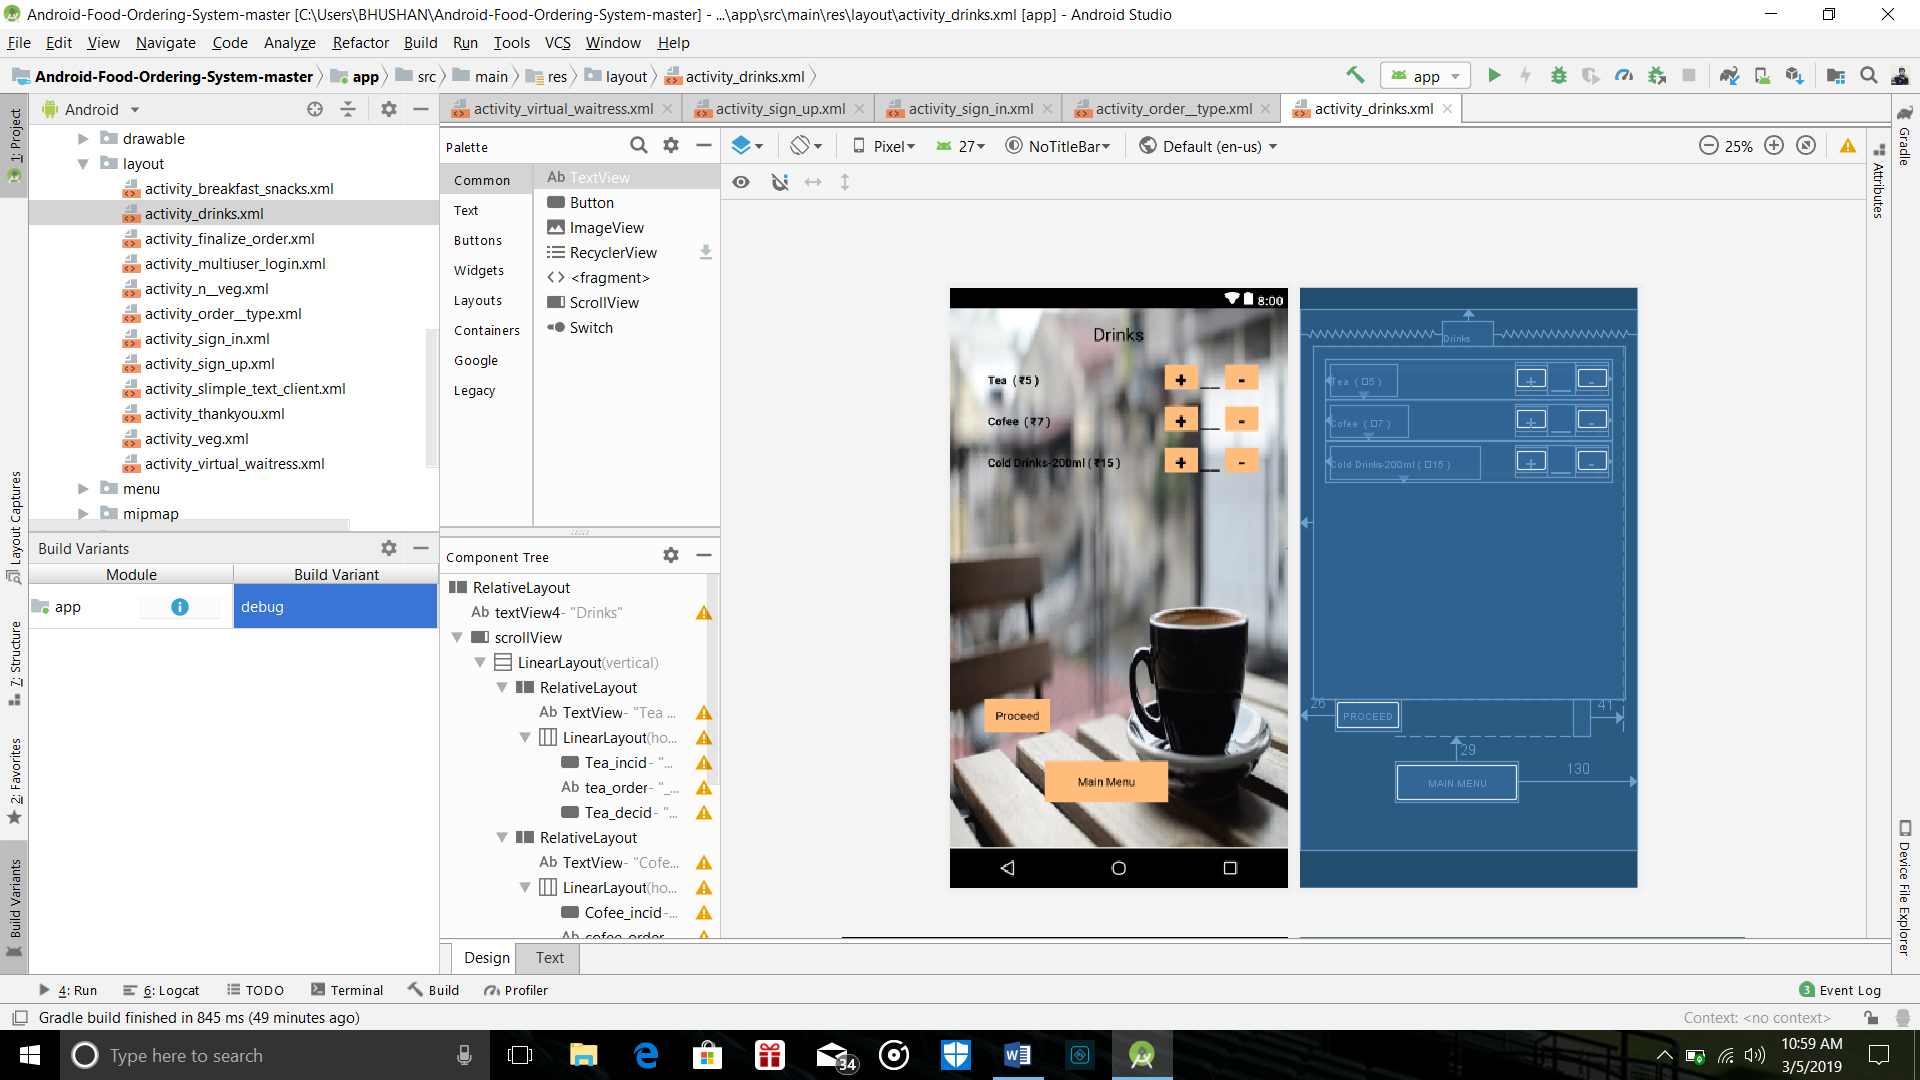 Android-Food-Ordering-System-master [C:\Users\BHUSHAN\Android-Food-Ordering-System-master] - ...\app\src\main\res\layout\activity_drinks.xml [app] - Android Studio
File Edit View Navigate Code Analyze Refactor Build Run Tools VCS Window Help
Android-Food-Ordering-System-master app src main res layout activity_drinks.xml
app
1: Project
Layout Captures
7: Structure
2: Favorites
Build Variants
Android
drawable
layout
activity_breakfast_snacks.xml
activity_drinks.xml
activity_finalize_order.xml
activity_multiuser_login.xml
activity_n__veg.xml
activity_order__type.xml
activity_sign_in.xml
activity_sign_up.xml
activity_slimple_text_client.xml
activity_thankyou.xml
activity_veg.xml
activity_virtual_waitress.xml
menu
mipmap
Build Variants
Module Build Variant
app debug
activity_virtual_waitress.xml activity_sign_up.xml activity_sign_in.xml activity_order__type.xml activity_drinks.xml
Palette
Common
Text
Buttons
Widgets
Layouts
Containers
Google
Legacy
Ab TextView
Button
ImageView
RecyclerView
<fragment>
ScrollView
Switch
Component Tree
RelativeLayout
Ab textView4- "Drinks"
scrollView
LinearLayout(vertical)
RelativeLayout
Ab TextView- "Tea ...
LinearLayout(ho...
Tea_incid- "...
Ab tea_order- "_...
Tea_decid- "...
RelativeLayout
Ab TextView- "Cofe...
LinearLayout(ho...
Cofee_incid-...
Ab cofee_order
Design Text
Pixel 27 NoTitleBar Default (en-us) 25%
8:00
Drinks
Tea (₹5) + __ -
Cofee (₹7) + __ -
Cold Drinks-200ml (₹15) + __ -
Proceed
Main Menu
Drinks
Tea (□5) + -
Cofee (□7) + -
Cold Drinks-200ml (□15) + -
26 PROCEED 41
29
MAIN MENU 130
Gradle
Attributes
Device File Explorer
4: Run 6: Logcat TODO Terminal Build Profiler
3 Event Log
Gradle build finished in 845 ms (49 minutes ago)
Context: <no context>
Type here to search
34
10:59 AM
3/5/2019